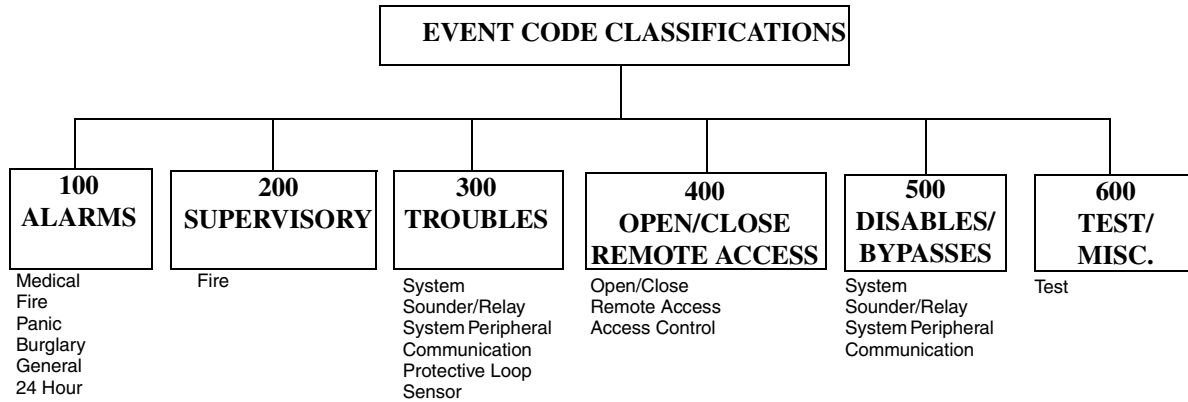 EVENT CODE CLASSIFICATIONS
100
ALARMS
Medical
Fire
Panic
Burglary
General
24 Hour
200
SUPERVISORY
Fire
300
TROUBLES
System
Sounder/Relay
System Peripheral
Communication
Protective Loop
Sensor
400
OPEN/CLOSE
REMOTE ACCESS
Open/Close
Remote Access
Access Control
500
DISABLES/
BYPASSES
System
Sounder/Relay
System Peripheral
Communication
600
TEST/
MISC.
Test